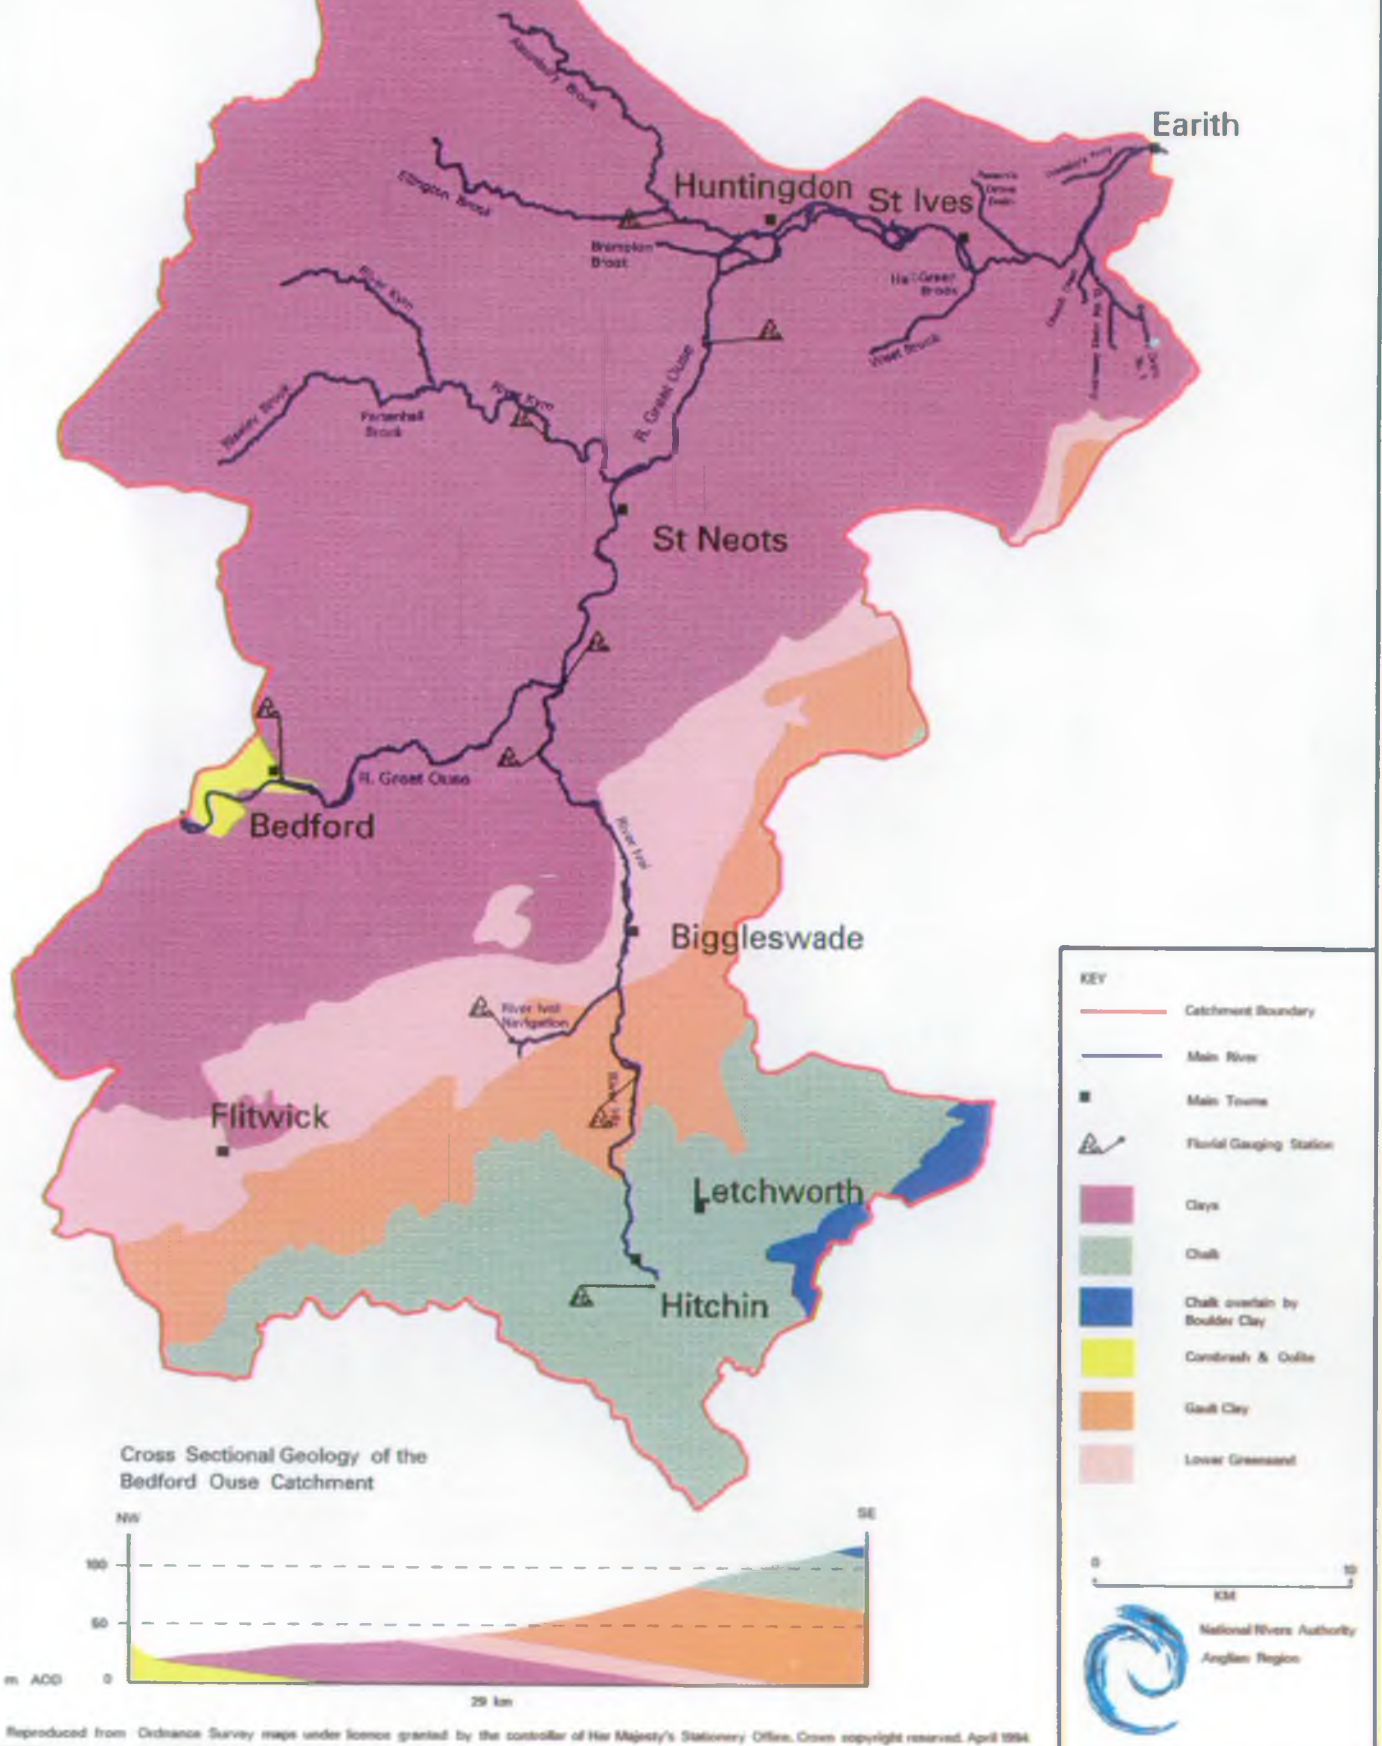 Alconbury Brook
Earith
Ellington Brook
Huntingdon
St Ives
Brampton
Brook
Hall Green
Brook
West Brook
River Kym
R. Great Ouse
River Kym
Pertenhall
Brook
St Neots
R. Great Ouse
Bedford
River Ivel
Biggleswade
River Ivel
Navigation
Flitwick
Letchworth
Hitchin
KEY
Catchment Boundary
Main River
Main Towns
Fluvial Gauging Station
Clays
Chalk
Chalk overlain by
Boulder Clay
Cornbrash & Oolite
Gault Clay
Lower Greensand
0 10
KM
National Rivers Authority
Anglian Region
Cross Sectional Geology of the
Bedford Ouse Catchment
NW SE
100
50
m AOD 0
29 km
Reproduced from Ordnance Survey maps under licence granted by the controller of Her Majesty's Stationery Office. Crown copyright reserved. April 1994